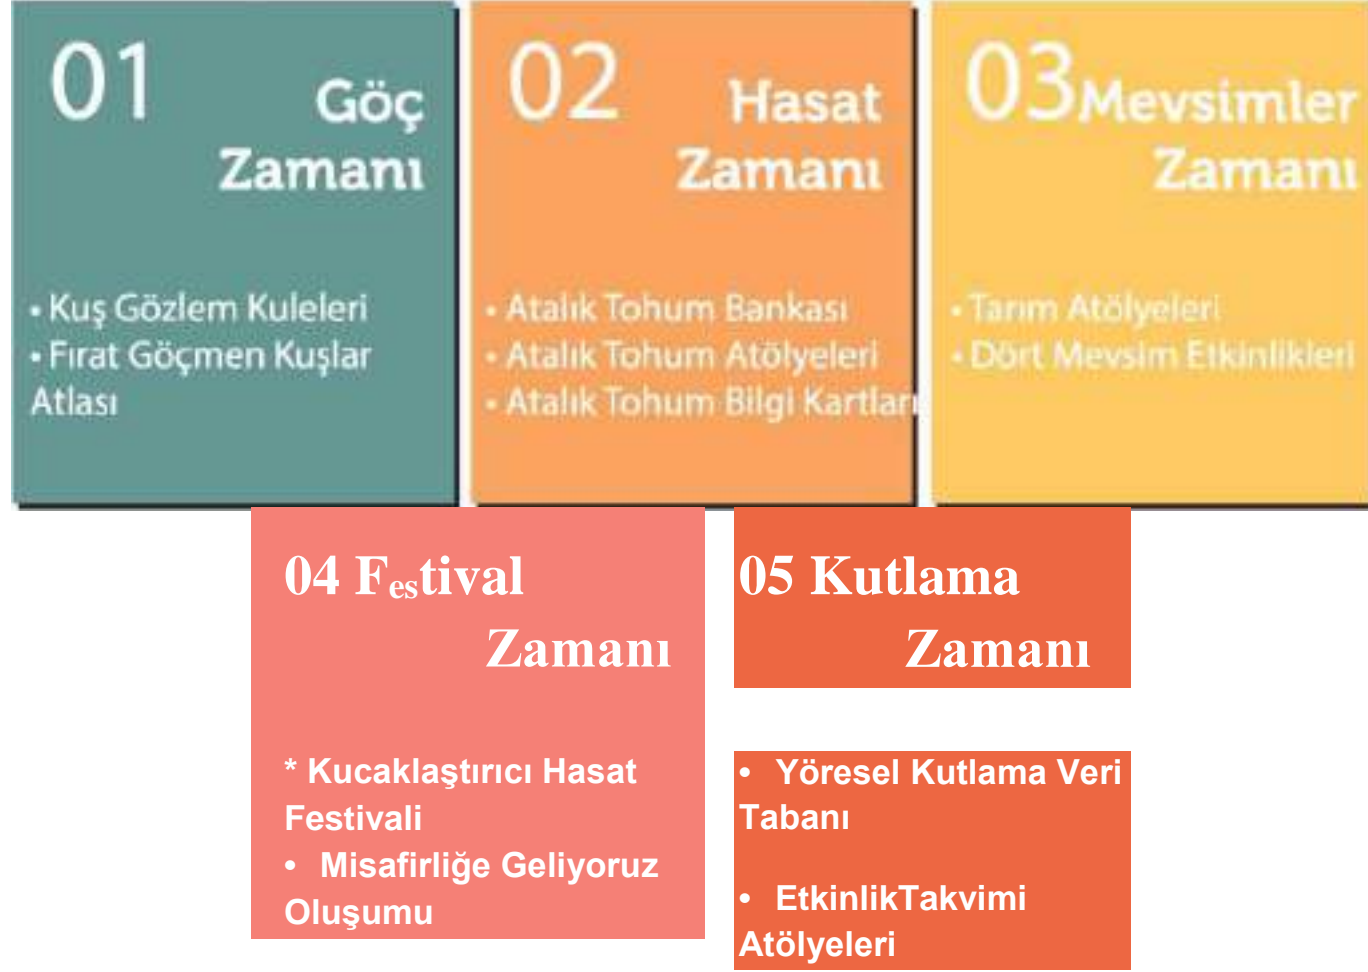 01 Göç
Zamanı
• Kuş Gözlem Kuleleri
• Fırat Göçmen Kuşlar
Atlası
02 Hasat
Zamanı
• Atalık Tohum Bankası
• Atalık Tohum Atölyeleri
• Atalık Tohum Bilgi Kartları
03 Mevsimler
Zamanı
• Tarım Atölyeleri
• Dört Mevsim Etkinlikleri
04 Festival
Zamanı
* Kucaklaştırıcı Hasat
Festivali
• Misafirliğe Geliyoruz
Oluşumu
05 Kutlama
Zamanı
• Yöresel Kutlama Veri
Tabanı
• EtkinlikTakvimi
Atölyeleri